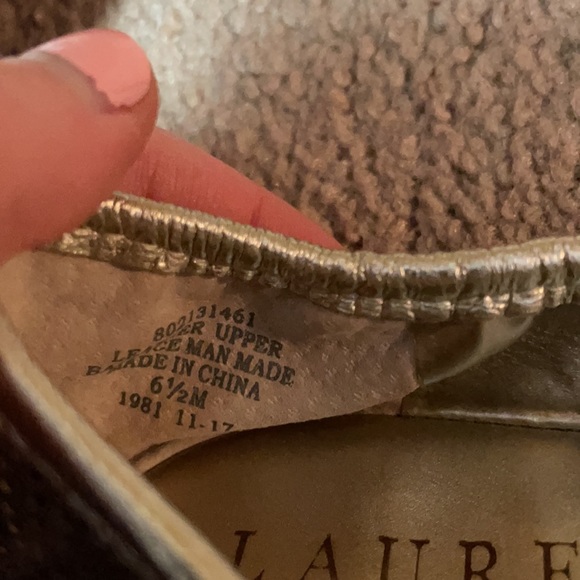 802131461
UPPER
MAN MADE
MADE IN CHINA
6½M
1981 11-17
LAURE